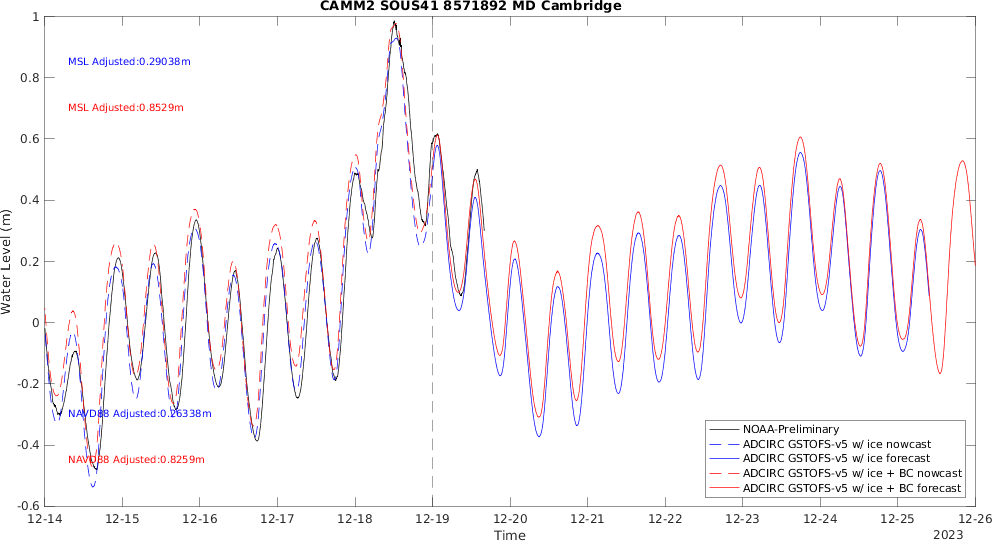 CAMM2 SOUS41 8571892 MD Cambridge
1
0.8
0.6
0.4
0.2
0
-0.2
-0.4
-0.6
Water Level (m)
MSL Adjusted:0.29038m
MSL Adjusted:0.8529m
NAVD88 Adjusted:0.26338m
NAVD88 Adjusted:0.8259m
NOAA-Preliminary
ADCIRC GSTOFS-v5 w/ ice nowcast
ADCIRC GSTOFS-v5 w/ ice forecast
ADCIRC GSTOFS-v5 w/ ice + BC nowcast
ADCIRC GSTOFS-v5 w/ ice + BC forecast
12-14 12-15 12-16 12-17 12-18 12-19 12-20 12-21 12-22 12-23 12-24 12-25 12-26
Time
2023